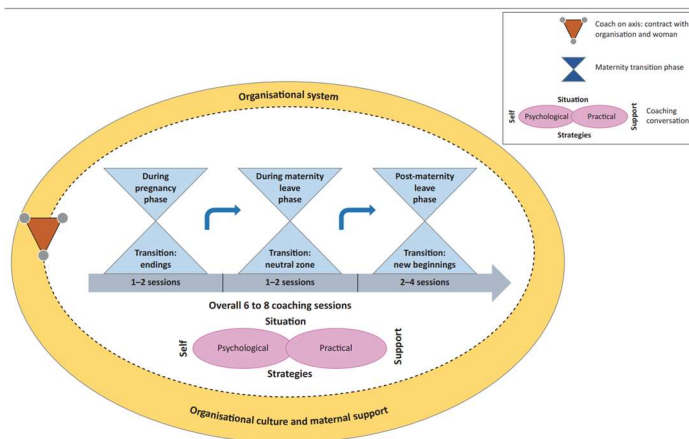 Coach on axis: contract with
organisation and woman
Maternity transition phase
Situation
Self
Psychological
Practical
Support
Coaching
conversation
Strategies
Organisational system
During
pregnancy
phase
During maternity
leave
phase
Post-maternity
leave
phase
Transition:
endings
Transition:
neutral zone
Transition:
new beginnings
1–2 sessions
1–2 sessions
2–4 sessions
Overall 6 to 8 coaching sessions
Situation
Self
Psychological
Practical
Support
Strategies
Organisational culture and maternal support